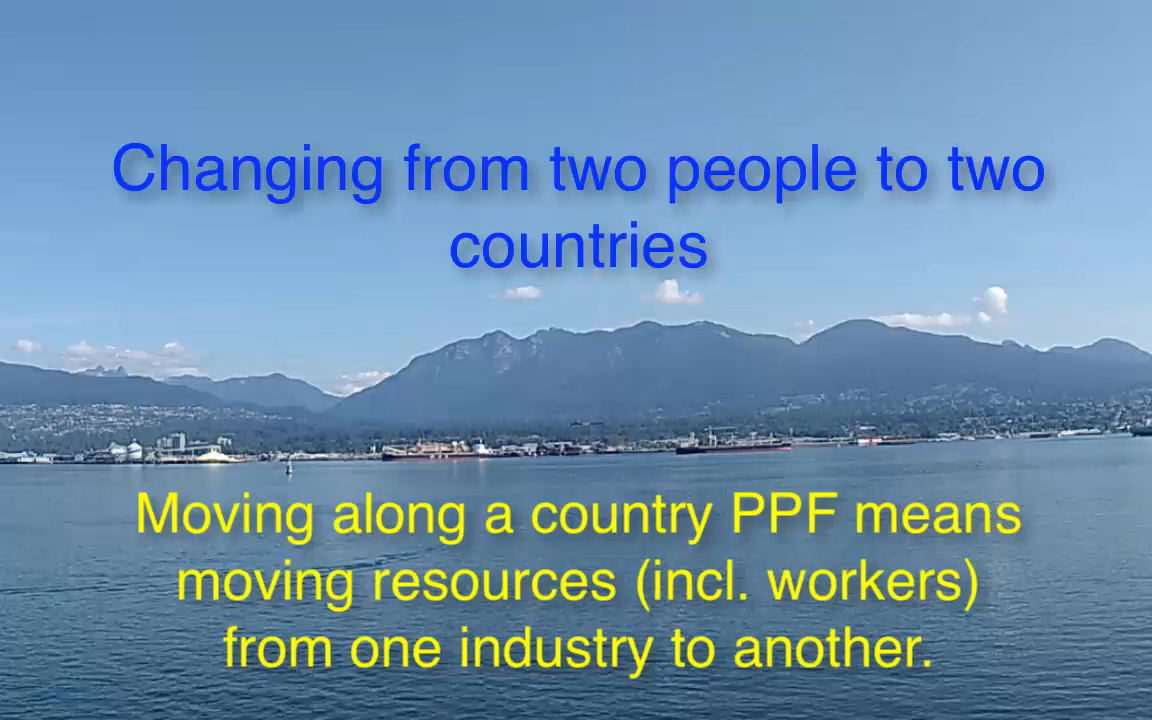 Changing from two people to two
countries
Moving along a country PPF means
moving resources (incl. workers)
from one industry to another.